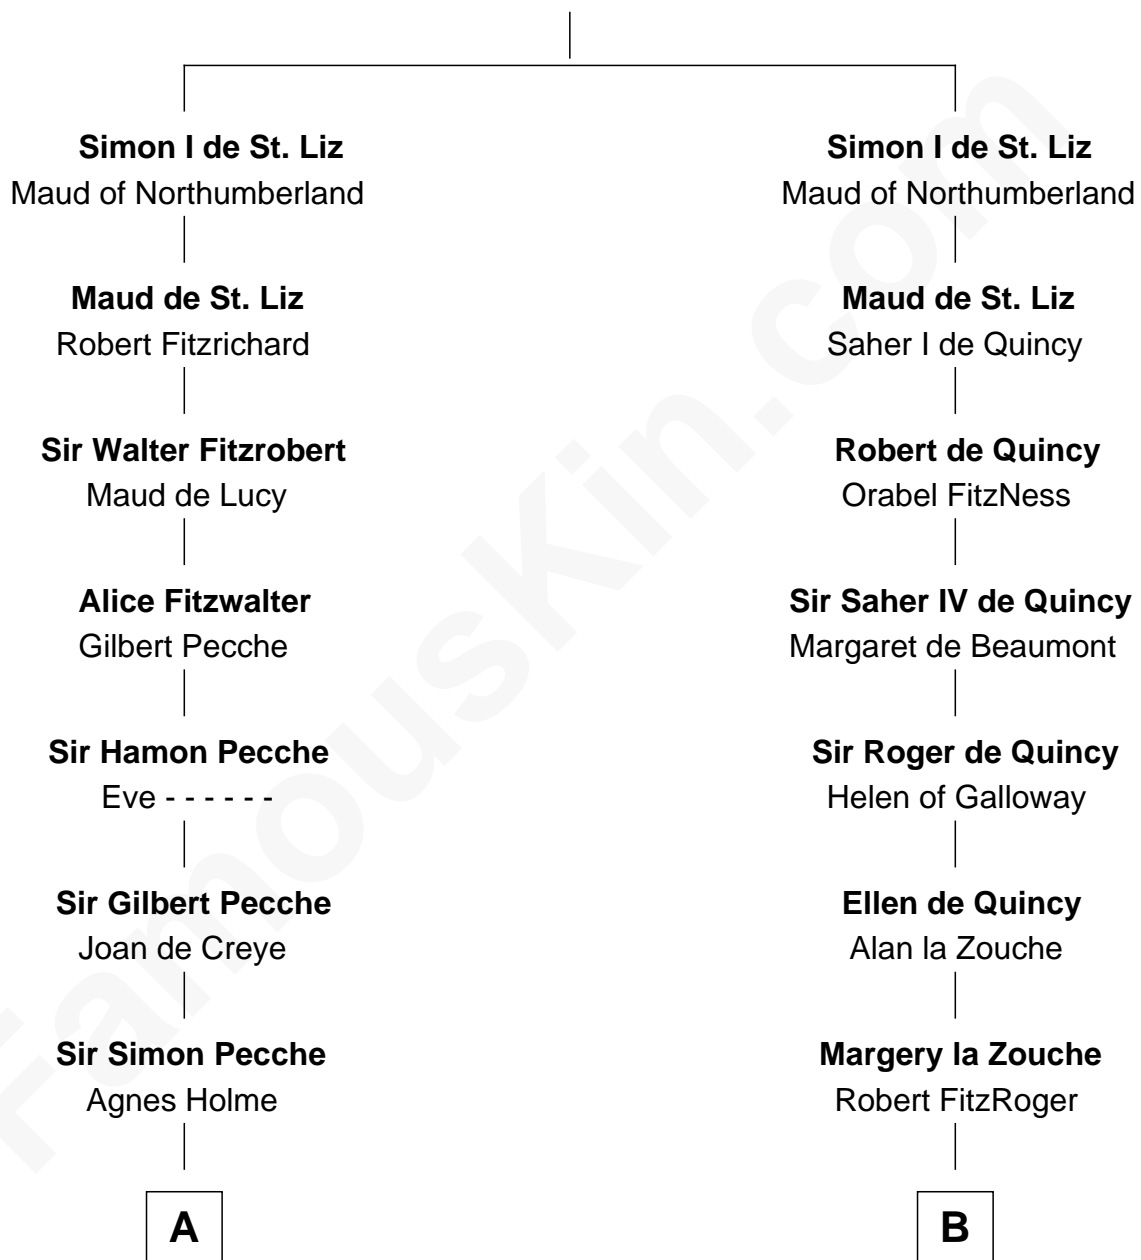 Simon I de St. Liz
Maud of Northumberland
Maud de St. Liz
Robert Fitzrichard
Sir Walter Fitzrobert
Maud de Lucy
Alice Fitzwalter
Gilbert Pecche
Sir Hamon Pecche
Eve - - - - - -
Sir Gilbert Pecche
Joan de Creye
Sir Simon Pecche
Agnes Holme
A
Simon I de St. Liz
Maud of Northumberland
Maud de St. Liz
Saher I de Quincy
Robert de Quincy
Orabel FitzNess
Sir Saher IV de Quincy
Margaret de Beaumont
Sir Roger de Quincy
Helen of Galloway
Ellen de Quincy
Alan la Zouche
Margery la Zouche
Robert FitzRoger
B
FamousKin.com